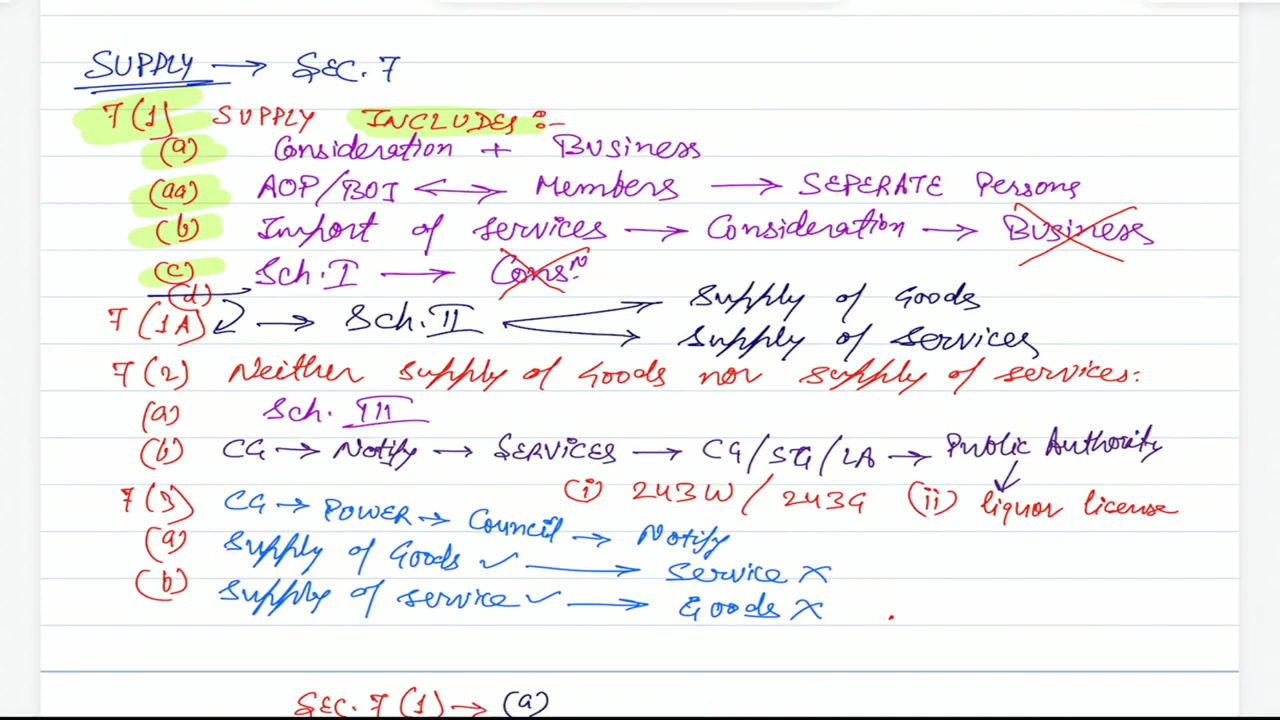 SUPPLY → SEC. 7
7(1) SUPPLY INCLUDES :-
(a) Consideration + Business
(aa) AOP/BOI ↔ Members → SEPERATE Persons
(b) Import of services → Consideration → Business
(c) Sch. I → Consn.
(d)
7(1A) → Sch. II → Supply of Goods
Supply of services
7(2) Neither supply of Goods nor supply of services:
(a) Sch. III
(b) CG → Notify → SERVICES → CG/SG/LA → Public Authority
(i) 243W / 243G (ii) liquor license
7(3) CG → POWER → Council → Notify
(a) Supply of Goods ✓ → Service X
(b) Supply of service ✓ → Goods X
SEC. 7(1) → (a)